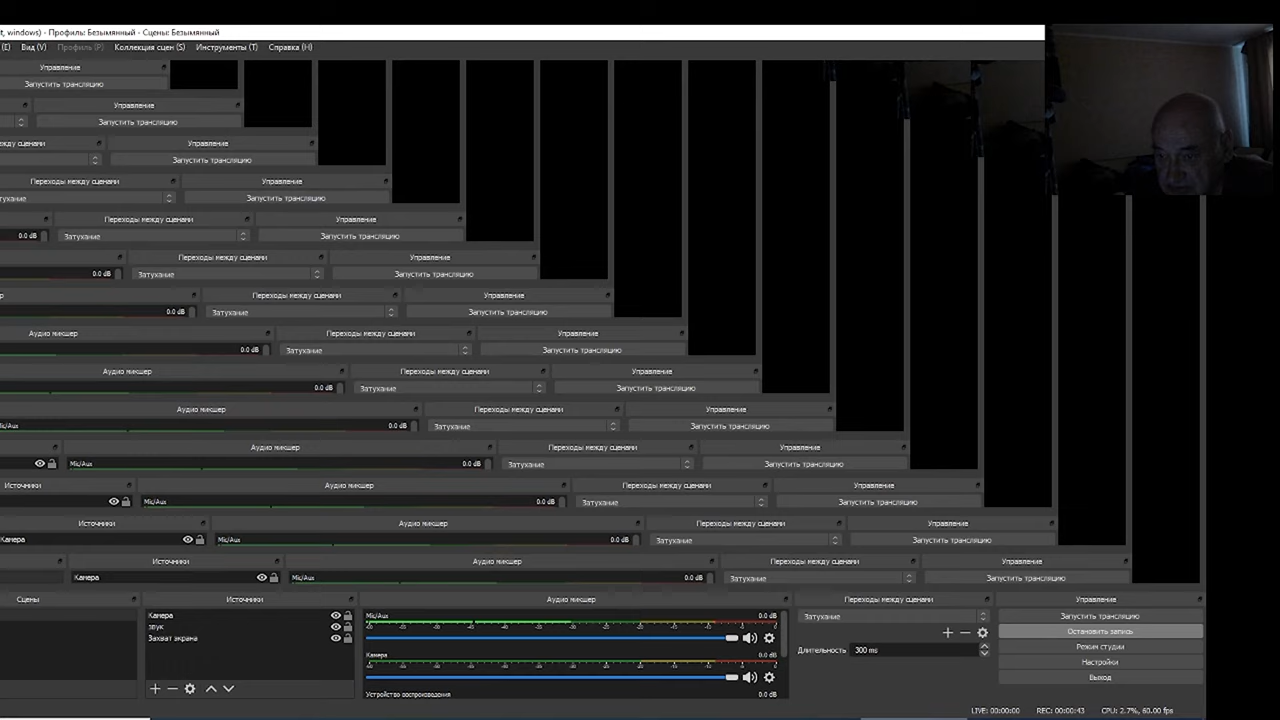 t, windows) - Профиль: Безымянный - Сцены: Безымянный
(E) Вид (V) Профиль (P) Коллекция сцен (S) Инструменты (T) Справка (H)
Управление
Запустить трансляцию
Управление
Запустить трансляцию
ежду сценами Управление
Запустить трансляцию
Переходы между сценами Управление
Затухание Запустить трансляцию
Переходы между сценами Управление
0.0 dB Затухание Запустить трансляцию
Переходы между сценами Управление
0.0 dB Затухание Запустить трансляцию
ер Переходы между сценами Управление
0.0 dB Затухание Запустить трансляцию
Аудио микшер Переходы между сценами Управление
0.0 dB Затухание Запустить трансляцию
Аудио микшер Переходы между сценами Управление
0.0 dB Затухание Запустить трансляцию
Аудио микшер Переходы между сценами Управление
Mic/Aux 0.0 dB Затухание Запустить трансляцию
Аудио микшер Переходы между сценами Управление
Mic/Aux 0.0 dB Затухание Запустить трансляцию
Источники Аудио микшер Переходы между сценами Управление
Mic/Aux 0.0 dB Затухание Запустить трансляцию
Источники Аудио микшер Переходы между сценами Управление
Камера Mic/Aux 0.0 dB Затухание Запустить трансляцию
Источники Аудио микшер Переходы между сценами Управление
Камера Mic/Aux 0.0 dB Затухание Запустить трансляцию
Сцены Источники Аудио микшер Переходы между сценами Управление
Камера Mic/Aux 0.0 dB Затухание Запустить трансляцию
звук Остановить запись
Захват экрана Режим студии
Камера 0.0 dB Длительность 300 ms Настройки
Выход
Устройство воспроизведения 0.0 dB
LIVE: 00:00:00 REC: 00:00:43 CPU: 2.7%, 60.00 fps